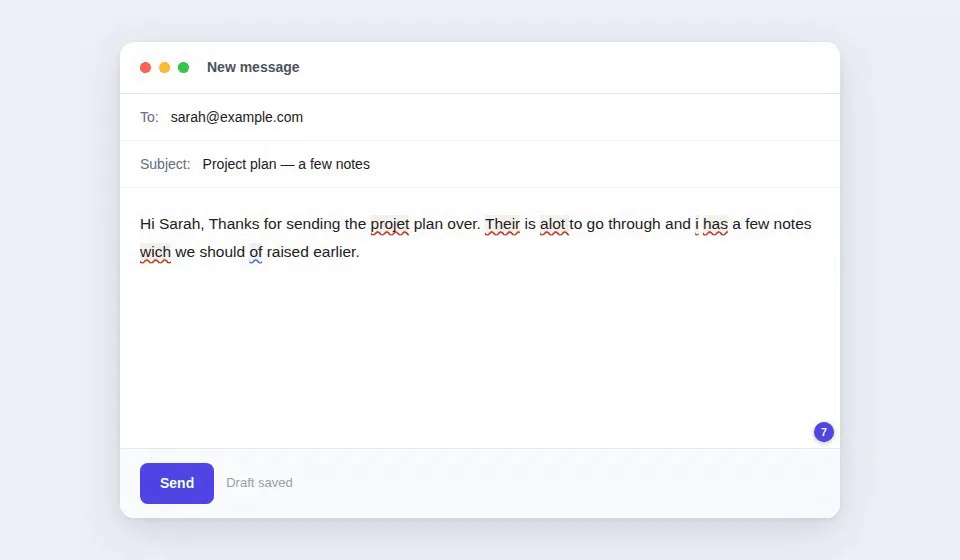 New message
To: sarah@example.com
Subject: Project plan — a few notes
Hi Sarah, Thanks for sending the projet plan over. Their is alot to go through and i has a few notes
wich we should of raised earlier.
7
Send Draft saved